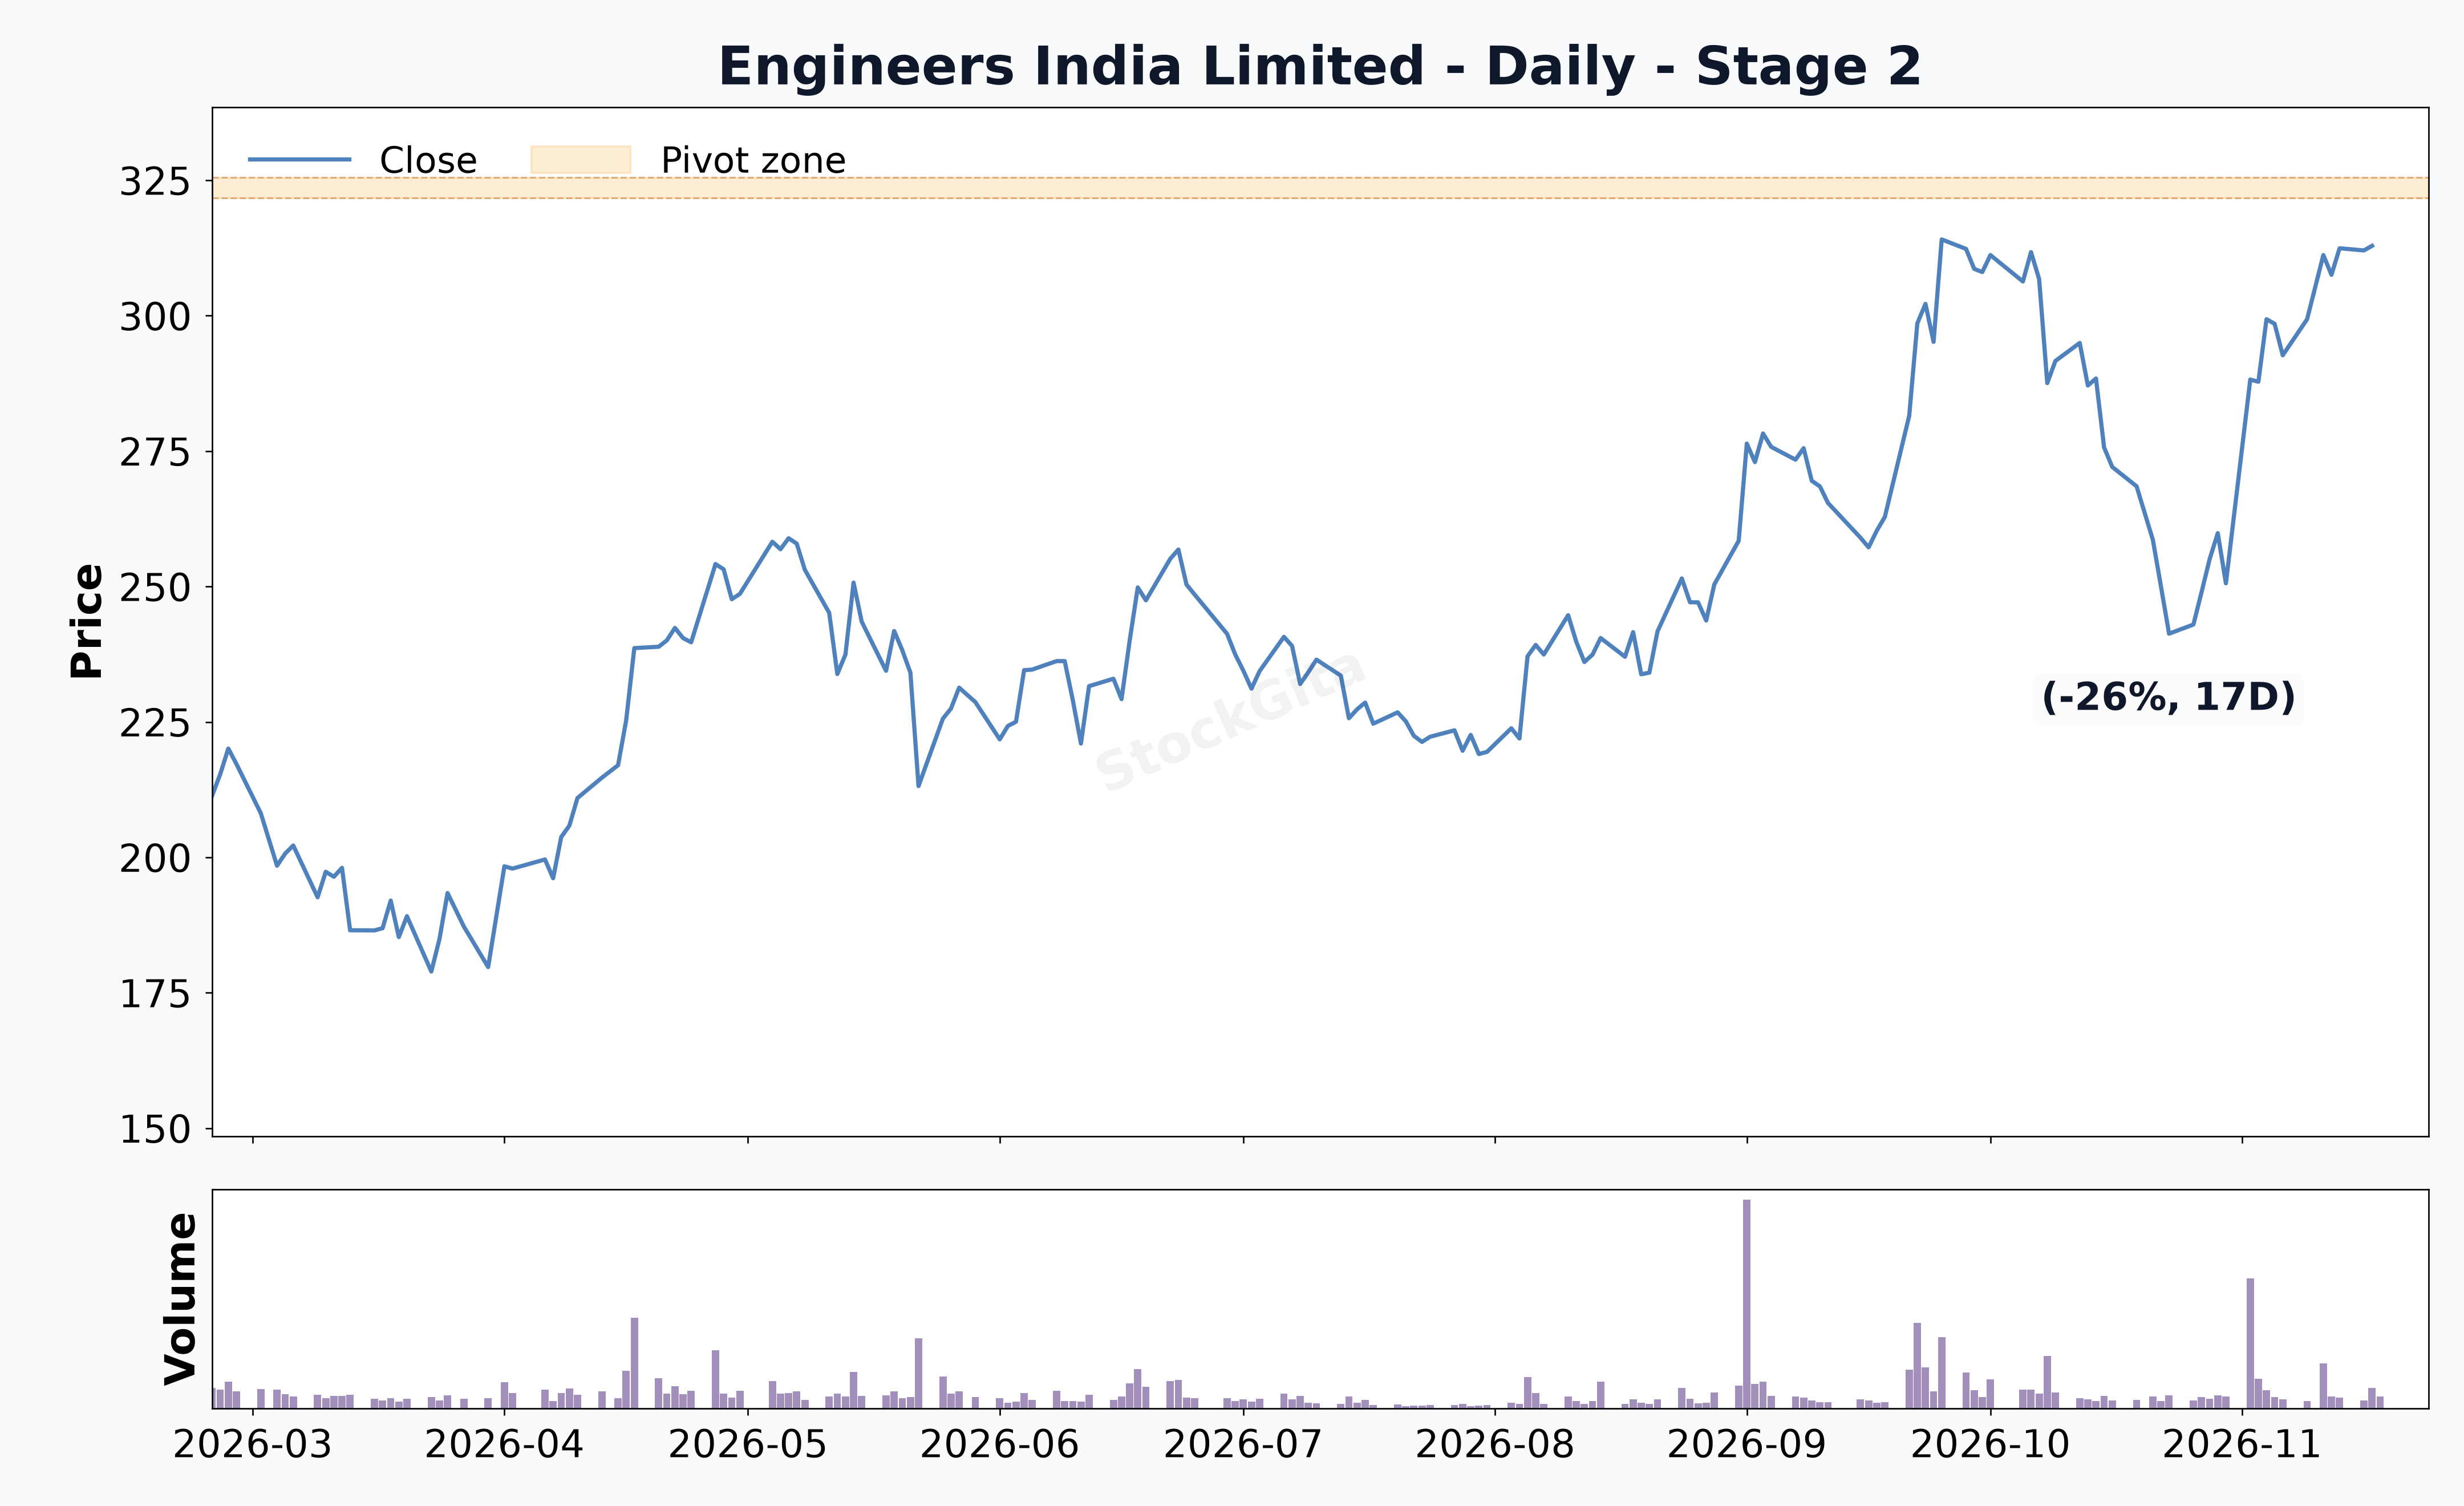 Engineers India Limited - Daily - Stage 2
Close
Pivot zone
Price
325
300
275
250
225
200
175
150
StockGita
(-26%, 17D)
Volume
2026-03
2026-04
2026-05
2026-06
2026-07
2026-08
2026-09
2026-10
2026-11